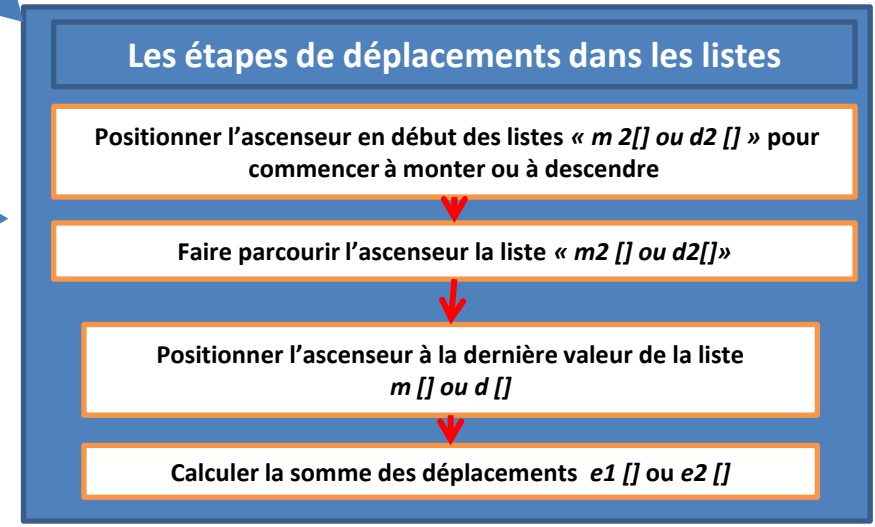 Les étapes de déplacements dans les listes
Positionner l’ascenseur en début des listes « m 2[] ou d2 [] » pour
commencer à monter ou à descendre
Faire parcourir l’ascenseur la liste « m2 [] ou d2[]»
Positionner l’ascenseur à la dernière valeur de la liste
m [] ou d []
Calculer la somme des déplacements e1 [] ou e2 []